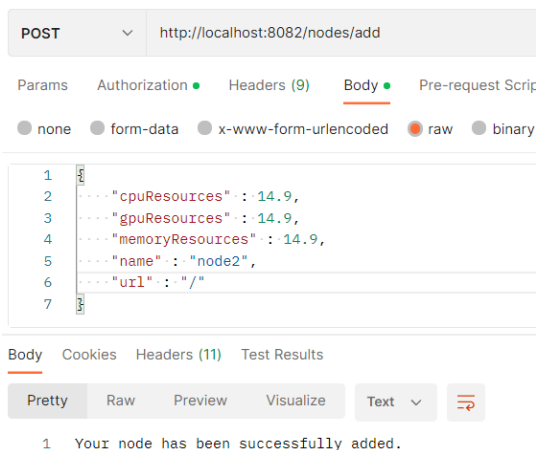 POST http://localhost:8082/nodes/add
Params Authorization Headers (9) Body Pre-request Scrip
none form-data x-www-form-urlencoded raw binary
1 {
2 "cpuResources" : 14.9,
3 "gpuResources" : 14.9,
4 "memoryResources" : 14.9,
5 "name" : "node2",
6 "url" : "/"
7 }
Body Cookies Headers (11) Test Results
Pretty Raw Preview Visualize Text
1 Your node has been successfully added.